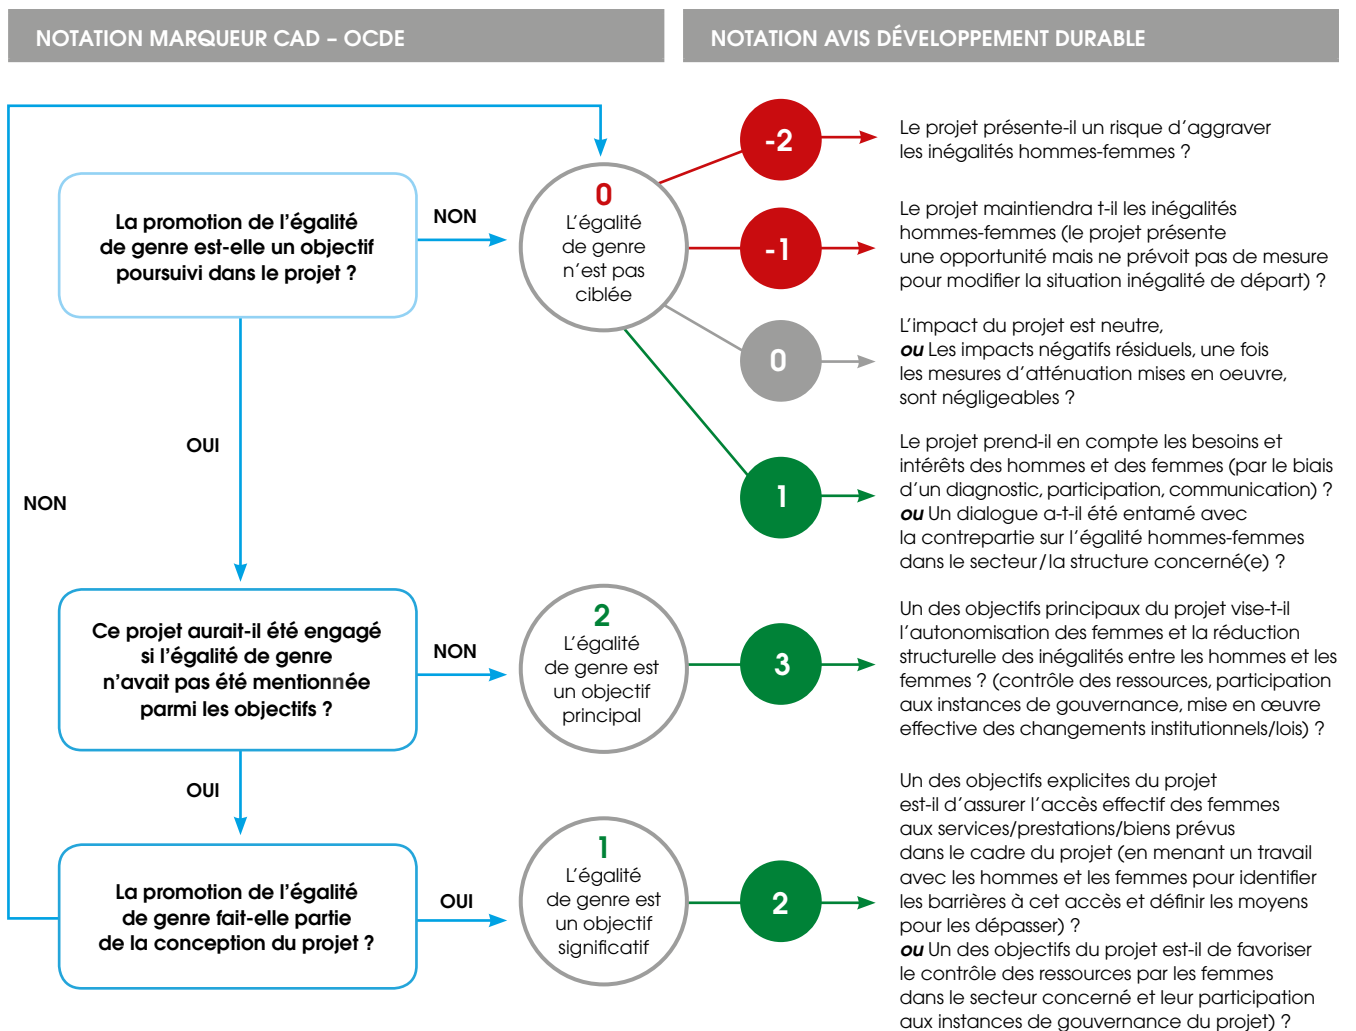 NOTATION MARQUEUR CAD – OCDE
NOTATION AVIS DÉVELOPPEMENT DURABLE
La promotion de l'égalité
de genre est-elle un objectif
poursuivi dans le projet ?
NON
0
L'égalité
de genre
n'est pas
ciblée
-2
Le projet présente-il un risque d'aggraver
les inégalités hommes-femmes ?
-1
Le projet maintiendra t-il les inégalités
hommes-femmes (le projet présente
une opportunité mais ne prévoit pas de mesure
pour modifier la situation inégalité de départ) ?
0
L'impact du projet est neutre,
ou Les impacts négatifs résiduels, une fois
les mesures d'atténuation mises en oeuvre,
sont négligeables ?
1
Le projet prend-il en compte les besoins et
intérêts des hommes et des femmes (par le biais
d'un diagnostic, participation, communication) ?
ou Un dialogue a-t-il été entamé avec
la contrepartie sur l'égalité hommes-femmes
dans le secteur/la structure concerné(e) ?
OUI
NON
Ce projet aurait-il été engagé
si l'égalité de genre
n'avait pas été mentionnée
parmi les objectifs ?
NON
2
L'égalité
de genre est
un objectif
principal
3
Un des objectifs principaux du projet vise-t-il
l'autonomisation des femmes et la réduction
structurelle des inégalités entre les hommes et les
femmes ? (contrôle des ressources, participation
aux instances de gouvernance, mise en œuvre
effective des changements institutionnels/lois) ?
OUI
La promotion de l'égalité
de genre fait-elle partie
de la conception du projet ?
OUI
1
L'égalité
de genre est
un objectif
significatif
2
Un des objectifs explicites du projet
est-il d'assurer l'accès effectif des femmes
aux services/prestations/biens prévus
dans le cadre du projet (en menant un travail
avec les hommes et les femmes pour identifier
les barrières à cet accès et définir les moyens
pour les dépasser) ?
ou Un des objectifs du projet est-il de favoriser
le contrôle des ressources par les femmes
dans le secteur concerné et leur participation
aux instances de gouvernance du projet) ?